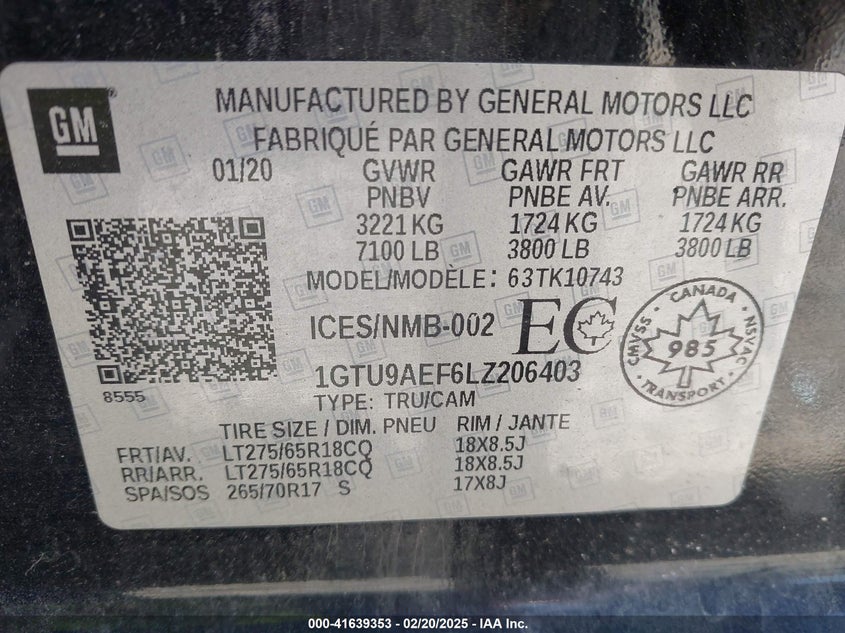 GM
MANUFACTURED BY GENERAL MOTORS LLC
FABRIQUÉ PAR GENERAL MOTORS LLC
01/20 GVWR GAWR FRT GAWR RR
PNBV PNBE AV. PNBE ARR.
3221 KG 1724 KG 1724 KG
7100 LB 3800 LB 3800 LB
MODEL/MODÈLE: 63TK10743
ICES/NMB-002 EC
CANADA
CMVSS 985 NSVAC
TRANSPORT
1GTU9AEF6LZ206403
8555
TYPE: TRU/CAM
TIRE SIZE / DIM. PNEU RIM / JANTE
FRT/AV. LT275/65R18CQ 18X8.5J
RR/ARR. LT275/65R18CQ 18X8.5J
SPA/SOS 265/70R17 S 17X8J
000-41639353 - 02/20/2025 - IAA Inc.